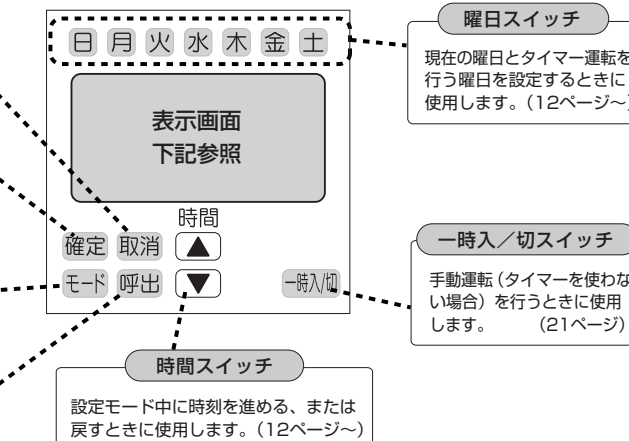 日 月 火 水 木 金 土
表示画面
下記参照
時間
確定 取消 ▲
モード 呼出 ▼ 一時入/切
曜日スイッチ
現在の曜日とタイマー運転を
行う曜日を設定するときに
使用します。(12ページ~)
一時入/切スイッチ
手動運転(タイマーを使わな
い場合)を行うときに使用
します。 (21ページ)
時間スイッチ
設定モード中に時刻を進める、または
戻すときに使用します。(12ページ~)